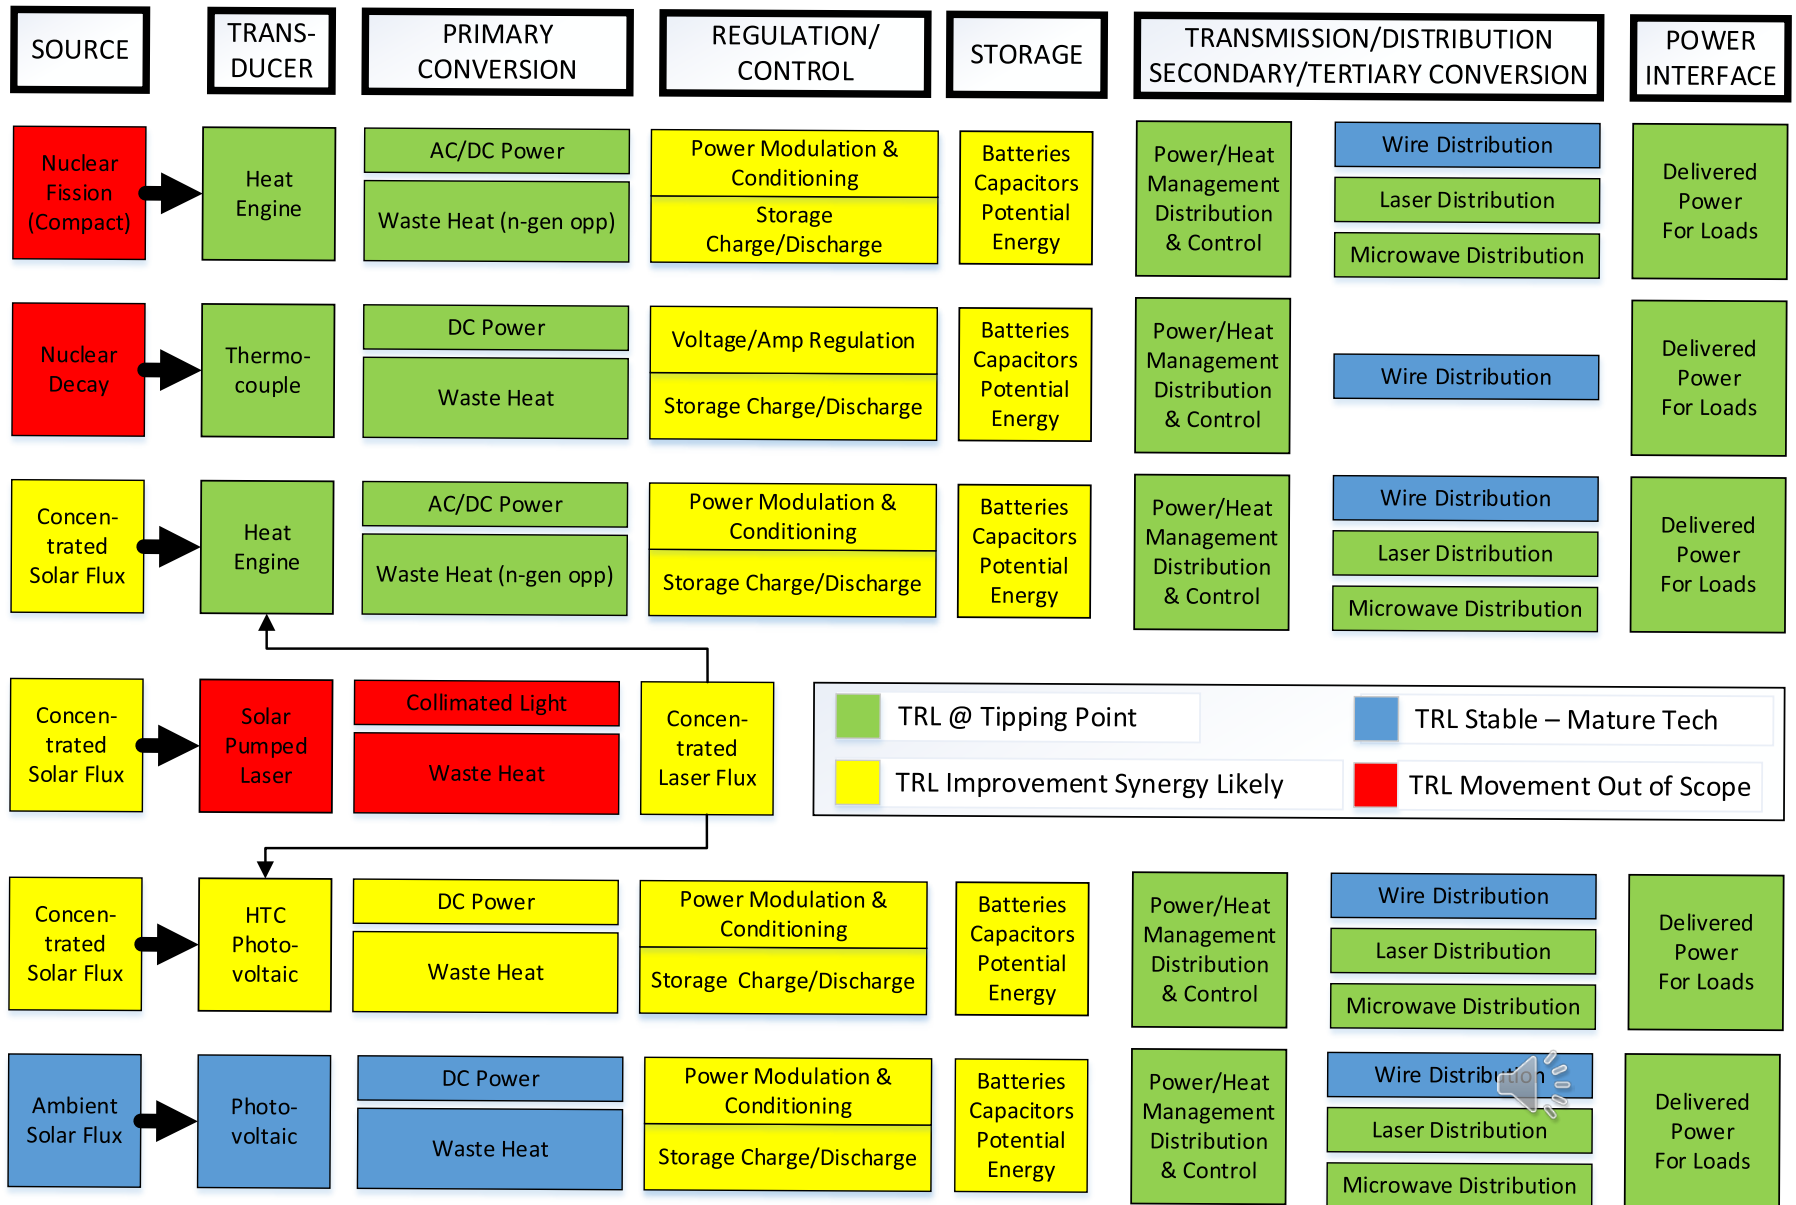 SOURCE
TRANS-
DUCER
PRIMARY
CONVERSION
REGULATION/
CONTROL
STORAGE
TRANSMISSION/DISTRIBUTION
SECONDARY/TERTIARY CONVERSION
POWER
INTERFACE
Nuclear
Fission
(Compact)
Heat
Engine
AC/DC Power
Waste Heat (n-gen opp)
Power Modulation &
Conditioning
Storage
Charge/Discharge
Batteries
Capacitors
Potential
Energy
Power/Heat
Management
Distribution
& Control
Wire Distribution
Laser Distribution
Microwave Distribution
Delivered
Power
For Loads
Nuclear
Decay
Thermo-
couple
DC Power
Waste Heat
Voltage/Amp Regulation
Storage Charge/Discharge
Batteries
Capacitors
Potential
Energy
Power/Heat
Management
Distribution
& Control
Wire Distribution
Delivered
Power
For Loads
Concen-
trated
Solar Flux
Heat
Engine
AC/DC Power
Waste Heat (n-gen opp)
Power Modulation &
Conditioning
Storage Charge/Discharge
Batteries
Capacitors
Potential
Energy
Power/Heat
Management
Distribution
& Control
Wire Distribution
Laser Distribution
Microwave Distribution
Delivered
Power
For Loads
Concen-
trated
Solar Flux
Solar
Pumped
Laser
Collimated Light
Waste Heat
Concen-
trated
Laser Flux
TRL @ Tipping Point
TRL Stable – Mature Tech
TRL Improvement Synergy Likely
TRL Movement Out of Scope
Concen-
trated
Solar Flux
HTC
Photo-
voltaic
DC Power
Waste Heat
Power Modulation &
Conditioning
Storage  Charge/Discharge
Batteries
Capacitors
Potential
Energy
Power/Heat
Management
Distribution
& Control
Wire Distribution
Laser Distribution
Microwave Distribution
Delivered
Power
For Loads
Ambient
Solar Flux
Photo-
voltaic
DC Power
Waste Heat
Power Modulation &
Conditioning
Storage Charge/Discharge
Batteries
Capacitors
Potential
Energy
Power/Heat
Management
Distribution
& Control
Wire Distribution
Laser Distribution
Microwave Distribution
Delivered
Power
For Loads